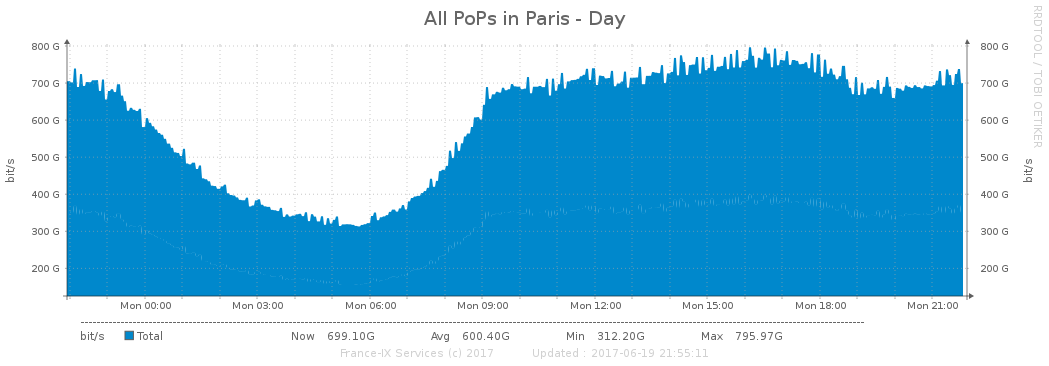 All PoPs in Paris - Day
RRDTOOL / TOBI OETIKER
800 G 800 G
700 G 700 G
600 G 600 G
500 G 500 G
bit/s bit/s
400 G 400 G
300 G 300 G
200 G 200 G
Mon 00:00 Mon 03:00 Mon 06:00 Mon 09:00 Mon 12:00 Mon 15:00 Mon 18:00 Mon 21:00
bit/s Total Now 699.10G Avg 600.40G Min 312.20G Max 795.97G
France-IX Services (c) 2017 Updated : 2017-06-19 21:55:11